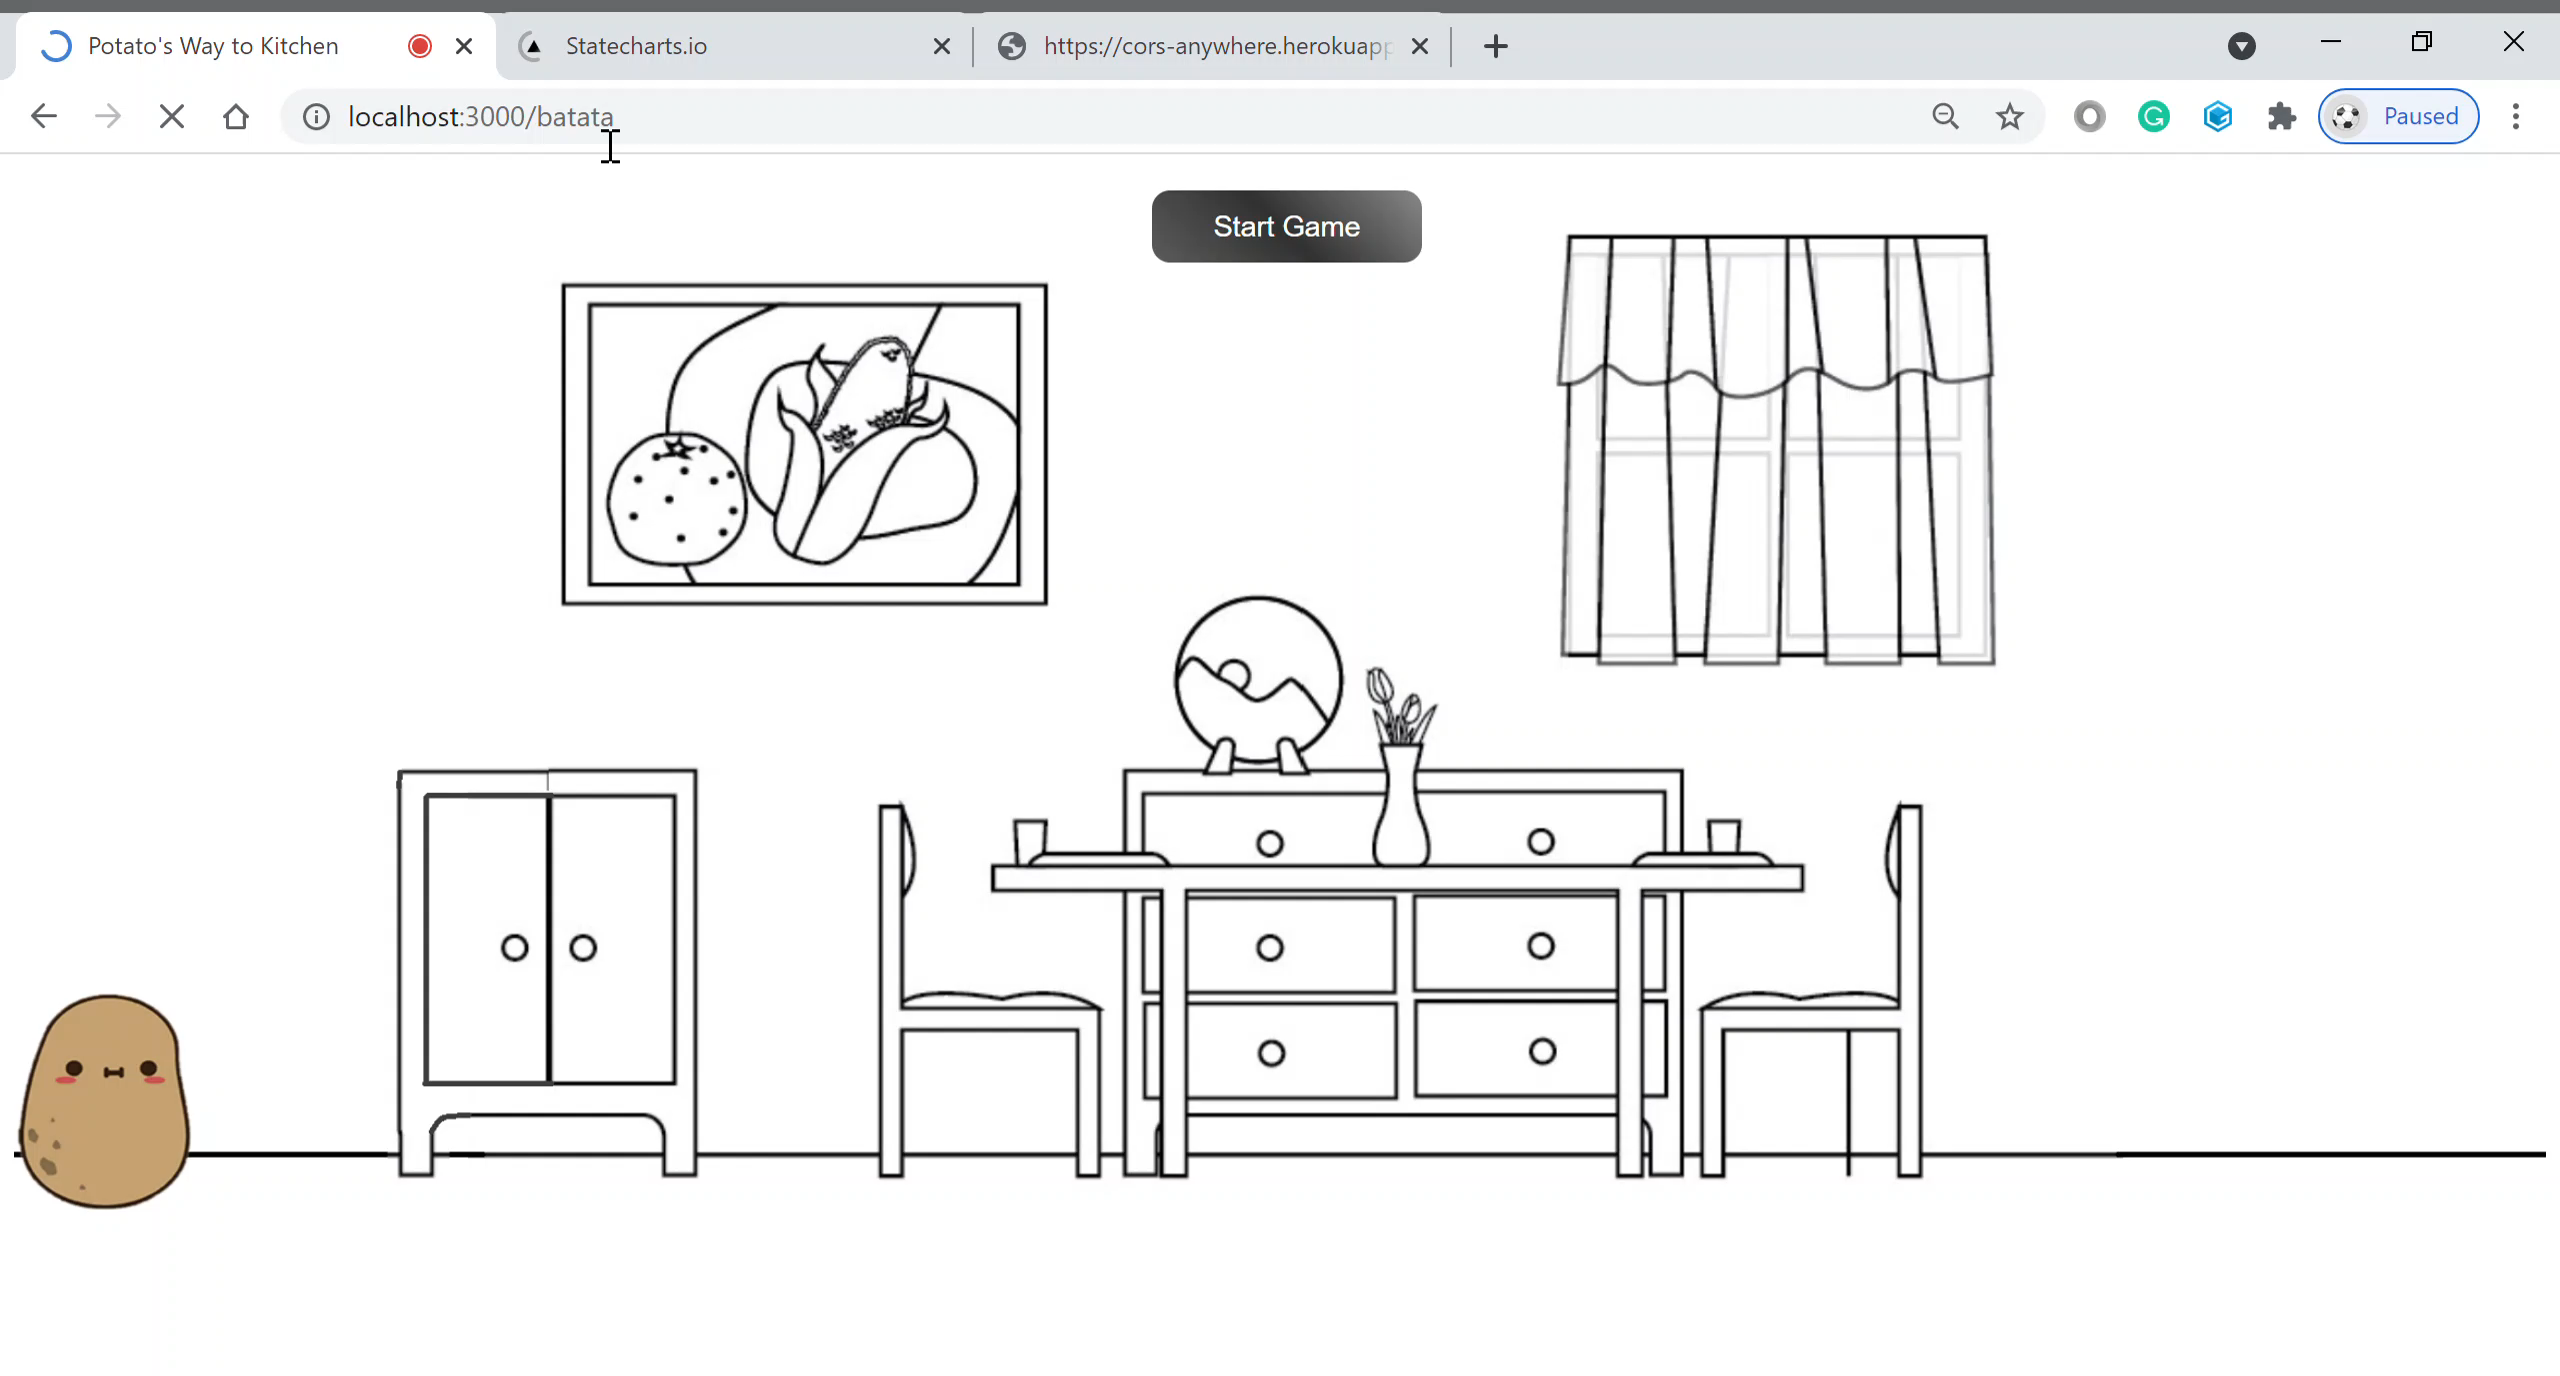 Potato's Way to Kitchen
Statecharts.io
https://cors-anywhere.herokuapp
localhost:3000/batata
Paused
Start Game